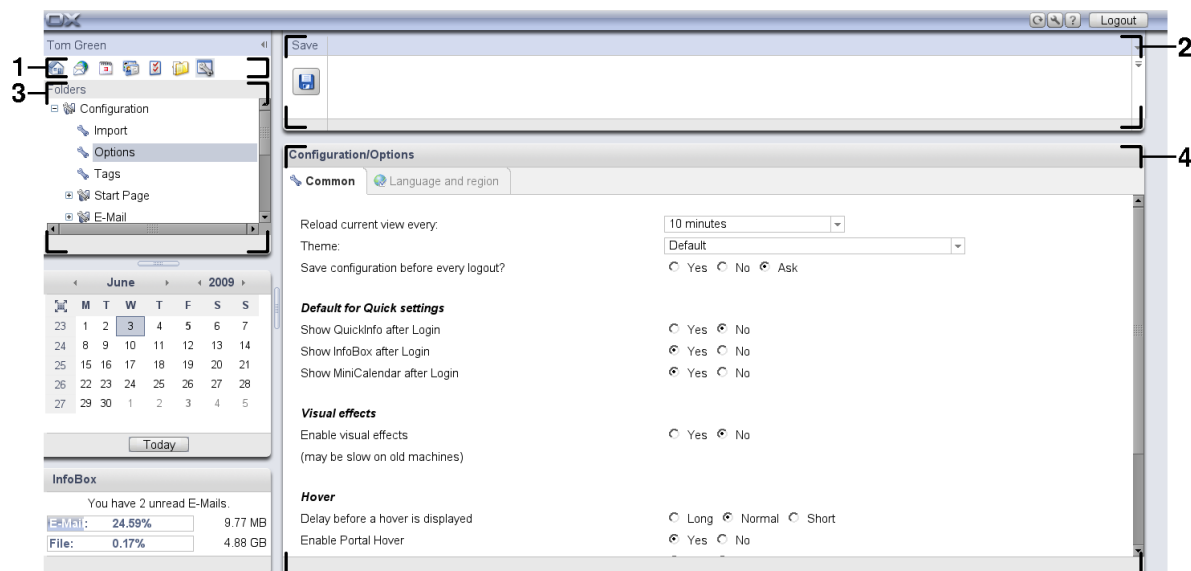 OX
Logout
Tom Green
Save
1
2
3
Folders
Configuration
Import
Options
Tags
Start Page
E-Mail
4
Configuration/Options
Common
Language and region
Reload current view every: 10 minutes
Theme: Default
Save configuration before every logout? Yes No Ask
Default for Quick settings
Show QuickInfo after Login Yes No
Show InfoBox after Login Yes No
Show MiniCalendar after Login Yes No
Visual effects
Enable visual effects Yes No
(may be slow on old machines)
Hover
Delay before a hover is displayed Long Normal Short
Enable Portal Hover Yes No
June 2009
M T W T F S S
23 1 2 3 4 5 6 7
24 8 9 10 11 12 13 14
25 15 16 17 18 19 20 21
26 22 23 24 25 26 27 28
27 29 30 1 2 3 4 5
Today
InfoBox
You have 2 unread E-Mails.
E-Mail: 24.59% 9.77 MB
File: 0.17% 4.88 GB